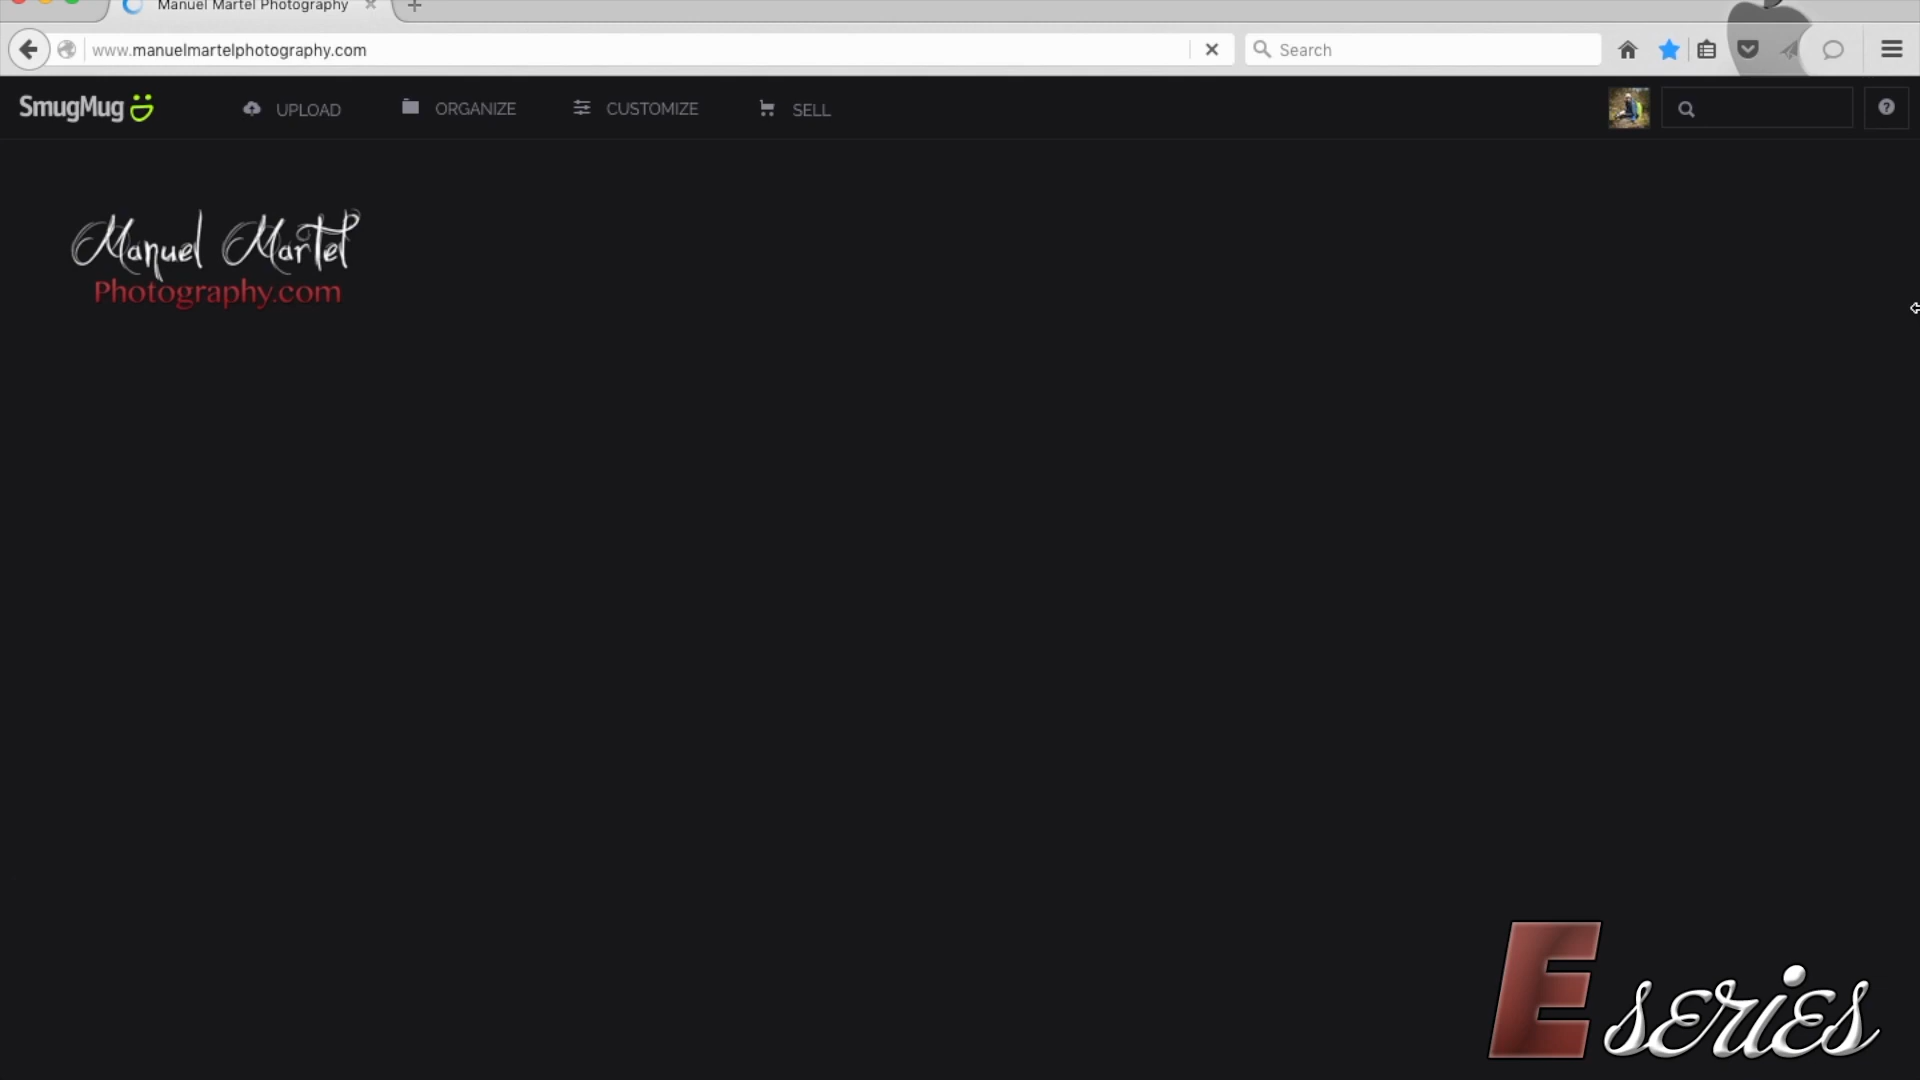 Manuel Martel Photography
www.manuelmartelphotography.com
Search
SmugMug
UPLOAD
ORGANIZE
CUSTOMIZE
SELL
Manuel Martel
Photography.com
E series